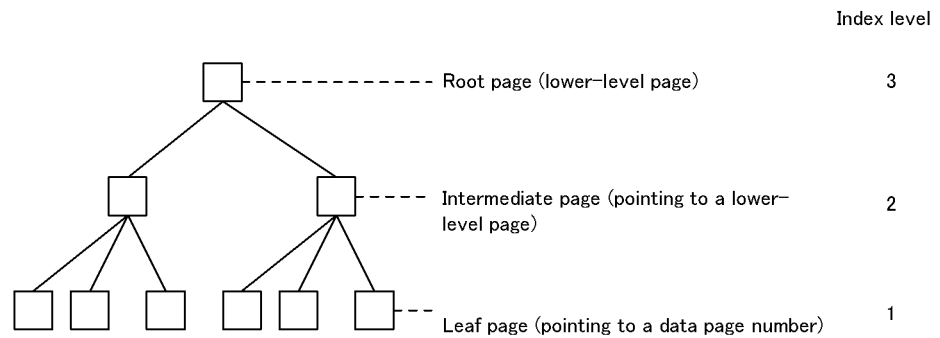 Index level
Root page (lower-level page) 3
Intermediate page (pointing to a lower-
level page) 2
Leaf page (pointing to a data page number) 1